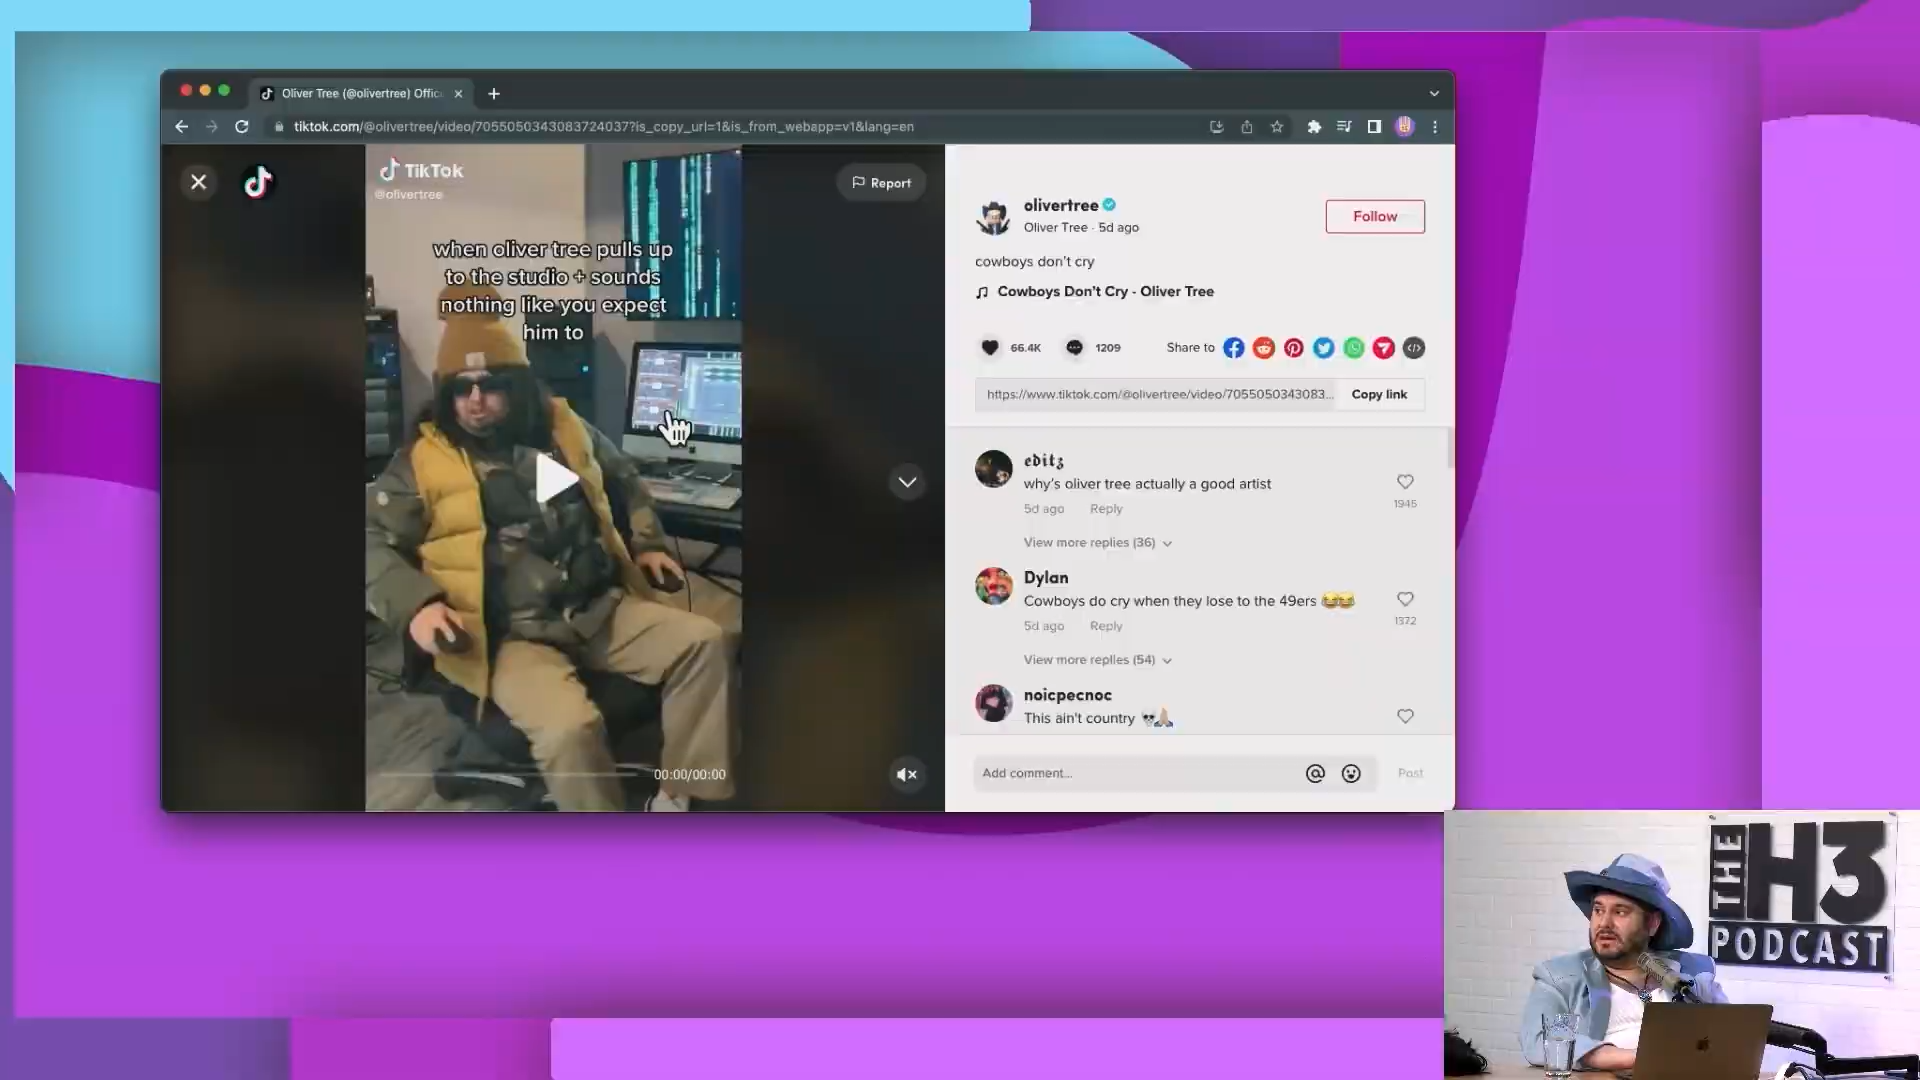 Oliver Tree (@olivertree) Offic
tiktok.com/@olivertree/video/7055050343083724037?is_copy_url=1&is_from_webapp=v1&lang=en
TikTok
@olivertree
Report
when oliver tree pulls up
to the studio + sounds
nothing like you expect
him to
00:00/00:00
olivertree
Oliver Tree · 5d ago
Follow
cowboys don't cry
Cowboys Don't Cry - Oliver Tree
66.4K
1209
Share to
https://www.tiktok.com/@olivertree/video/7055050343083...
Copy link
editz
why's oliver tree actually a good artist
5d ago Reply
1945
View more replies (36)
Dylan
Cowboys do cry when they lose to the 49ers 😂😂
5d ago Reply
1372
View more replies (54)
noicpecnoc
This ain't country 💀🙏🏼
Add comment...
Post
THE H3
PODCAST